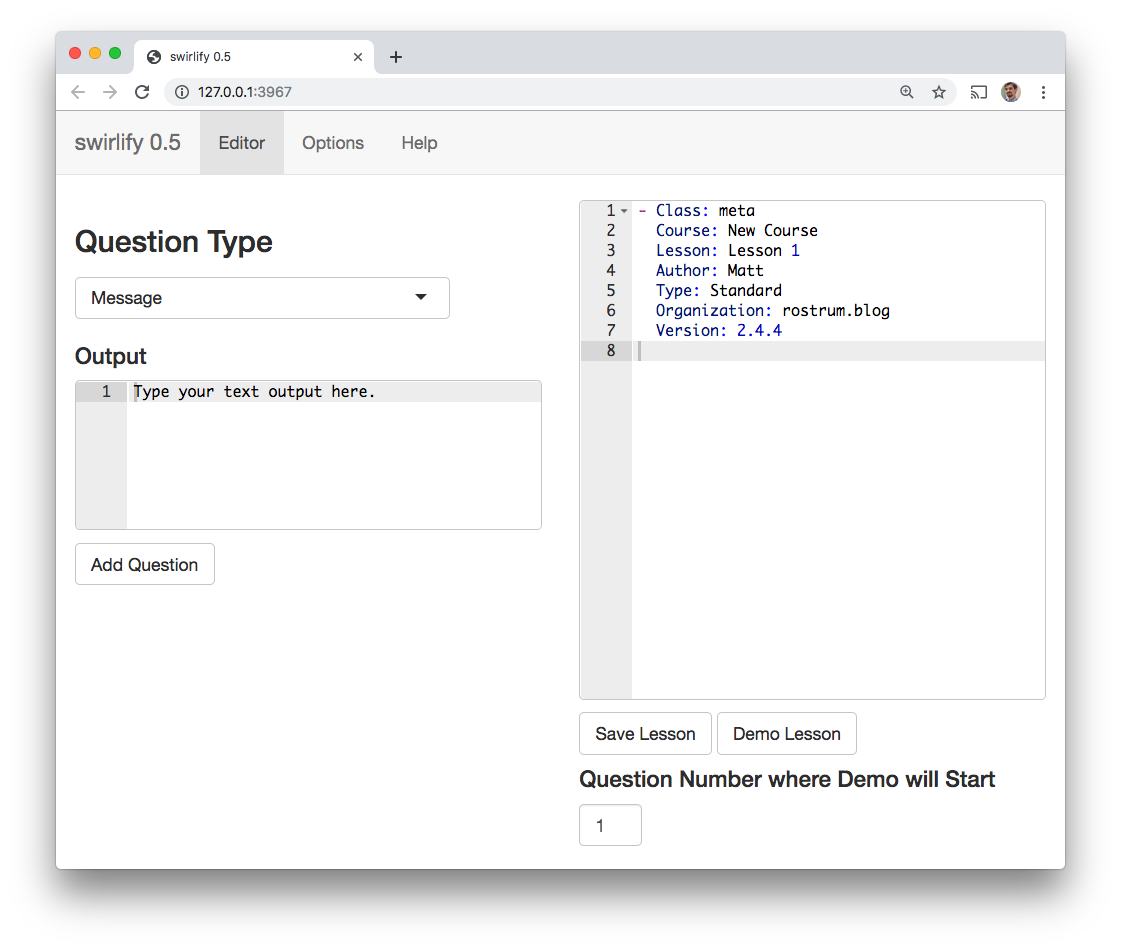 swirlify 0.5
127.0.0.1:3967
swirlify 0.5 Editor Options Help
Question Type
Message
Output
1 Type your text output here.
Add Question
1 - Class: meta
2 Course: New Course
3 Lesson: Lesson 1
4 Author: Matt
5 Type: Standard
6 Organization: rostrum.blog
7 Version: 2.4.4
8
Save Lesson Demo Lesson
Question Number where Demo will Start
1